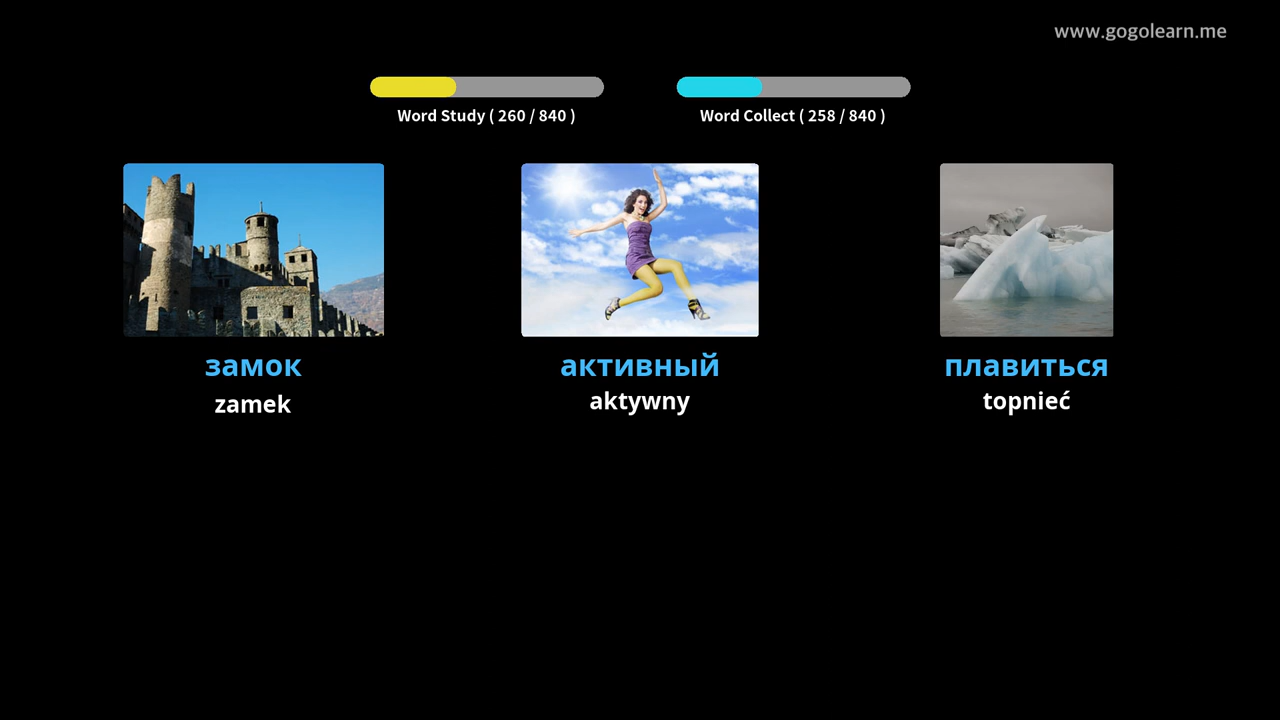 www.gogolearn.me
Word Study ( 260 / 840 )
Word Collect ( 258 / 840 )
замок
zamek
активный
aktywny
плавиться
topnieć